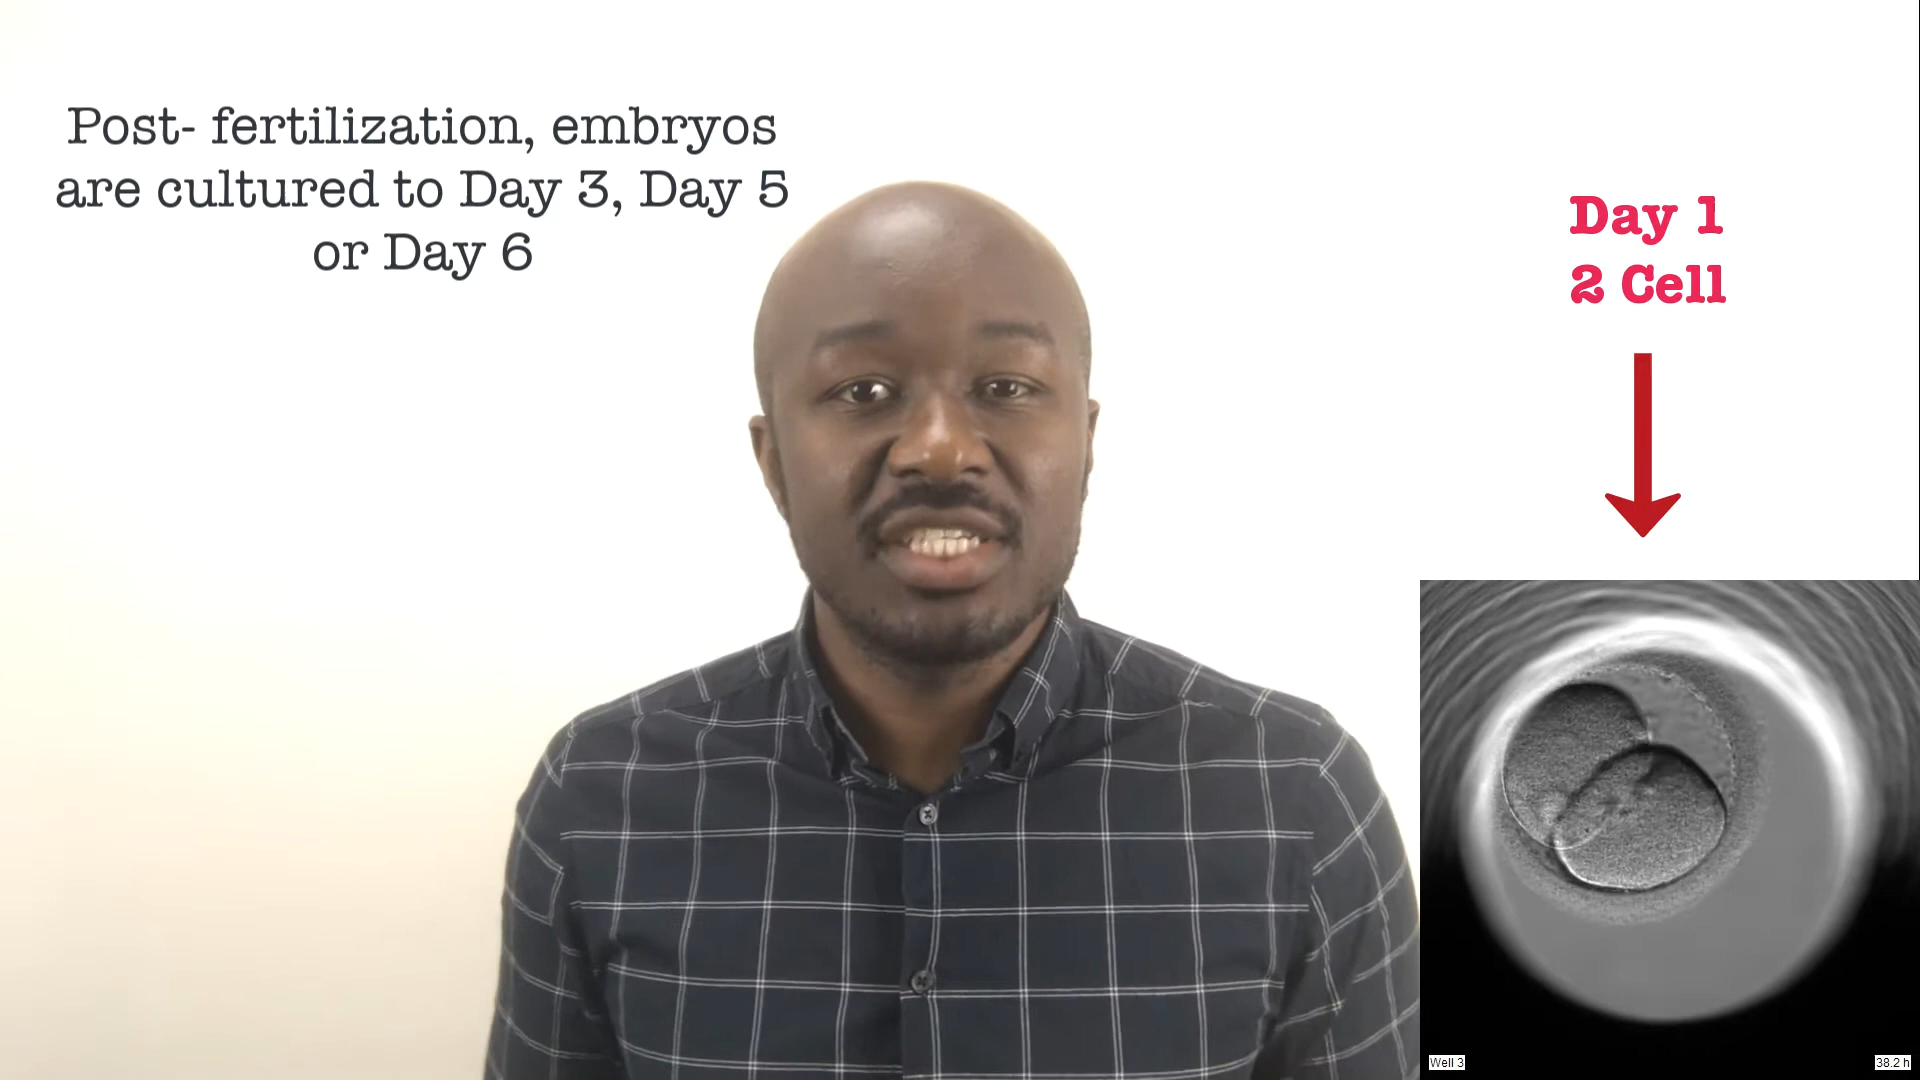 Post- fertilization, embryos
are cultured to Day 3, Day 5
or Day 6
Day 1
2 Cell
Well 3
38.2 h